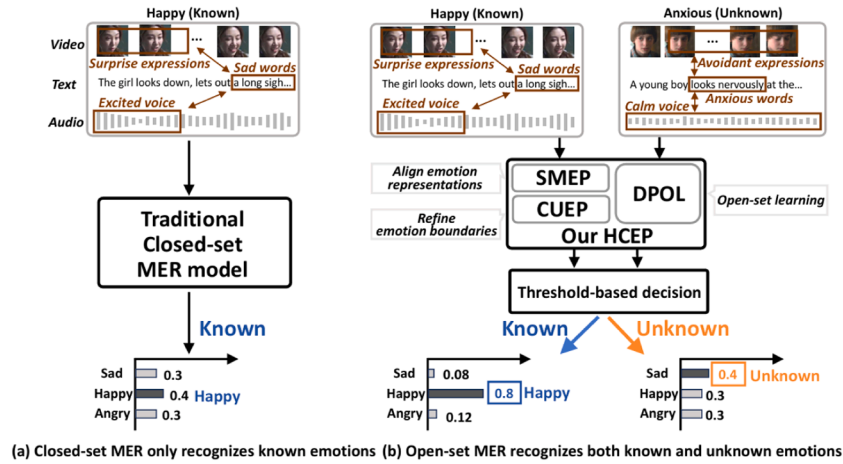 Happy (Known)
Video
...
Surprise expressions
Sad words
Text
The girl looks down, lets out a long sigh...
Excited voice
Audio
Traditional
Closed-set
MER model
Known
Sad
0.3
Happy
0.4
Happy
Angry
0.3
(a) Closed-set MER only recognizes known emotions
Happy (Known)
Anxious (Unknown)
...
Surprise expressions
Sad words
The girl looks down, lets out a long sigh...
Excited voice
...
Avoidant expressions
A young boy looks nervously at the...
Calm voice
Anxious words
Align emotion
representations
SMEP
DPOL
Open-set learning
Refine
emotion boundaries
CUEP
Our HCEP
Threshold-based decision
Known
Unknown
Sad
0.08
Happy
0.8
Happy
Angry
0.12
Sad
0.4
Unknown
Happy
0.3
Angry
0.3
(b) Open-set MER recognizes both known and unknown emotions